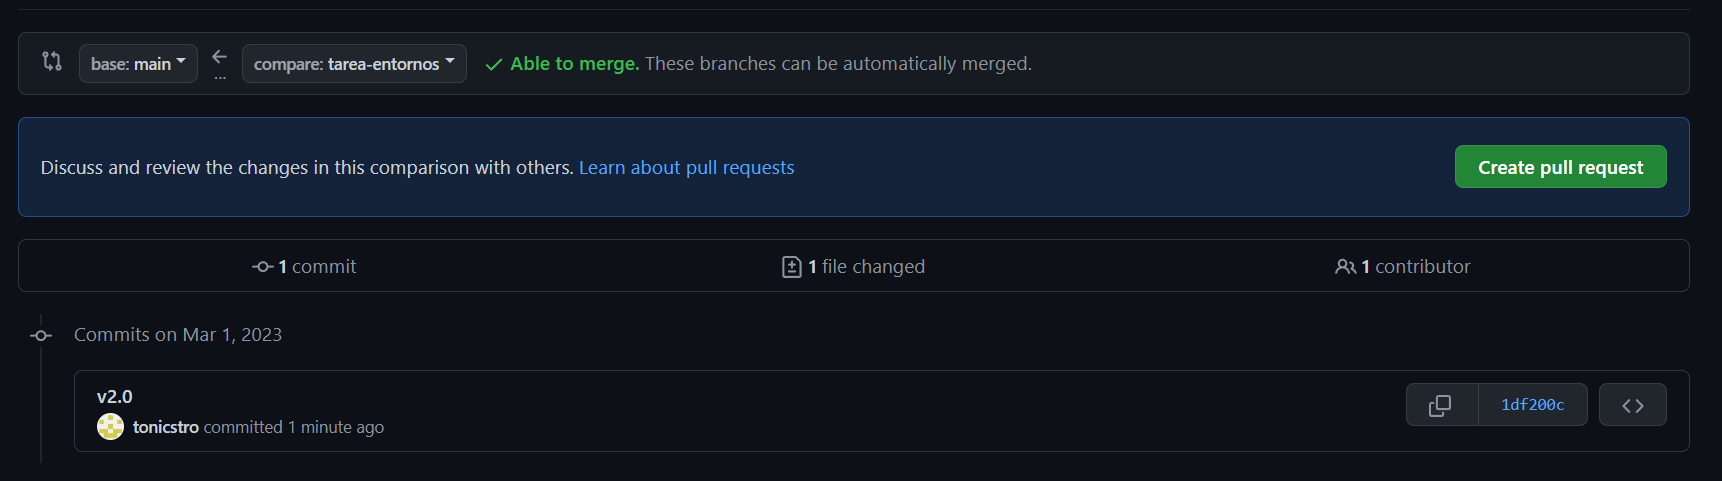 base: main ← ... compare: tarea-entornos ✓ Able to merge. These branches can be automatically merged.
Discuss and review the changes in this comparison with others. Learn about pull requests Create pull request
1 commit 1 file changed 1 contributor
Commits on Mar 1, 2023
v2.0
1df200c <>
tonicstro committed 1 minute ago